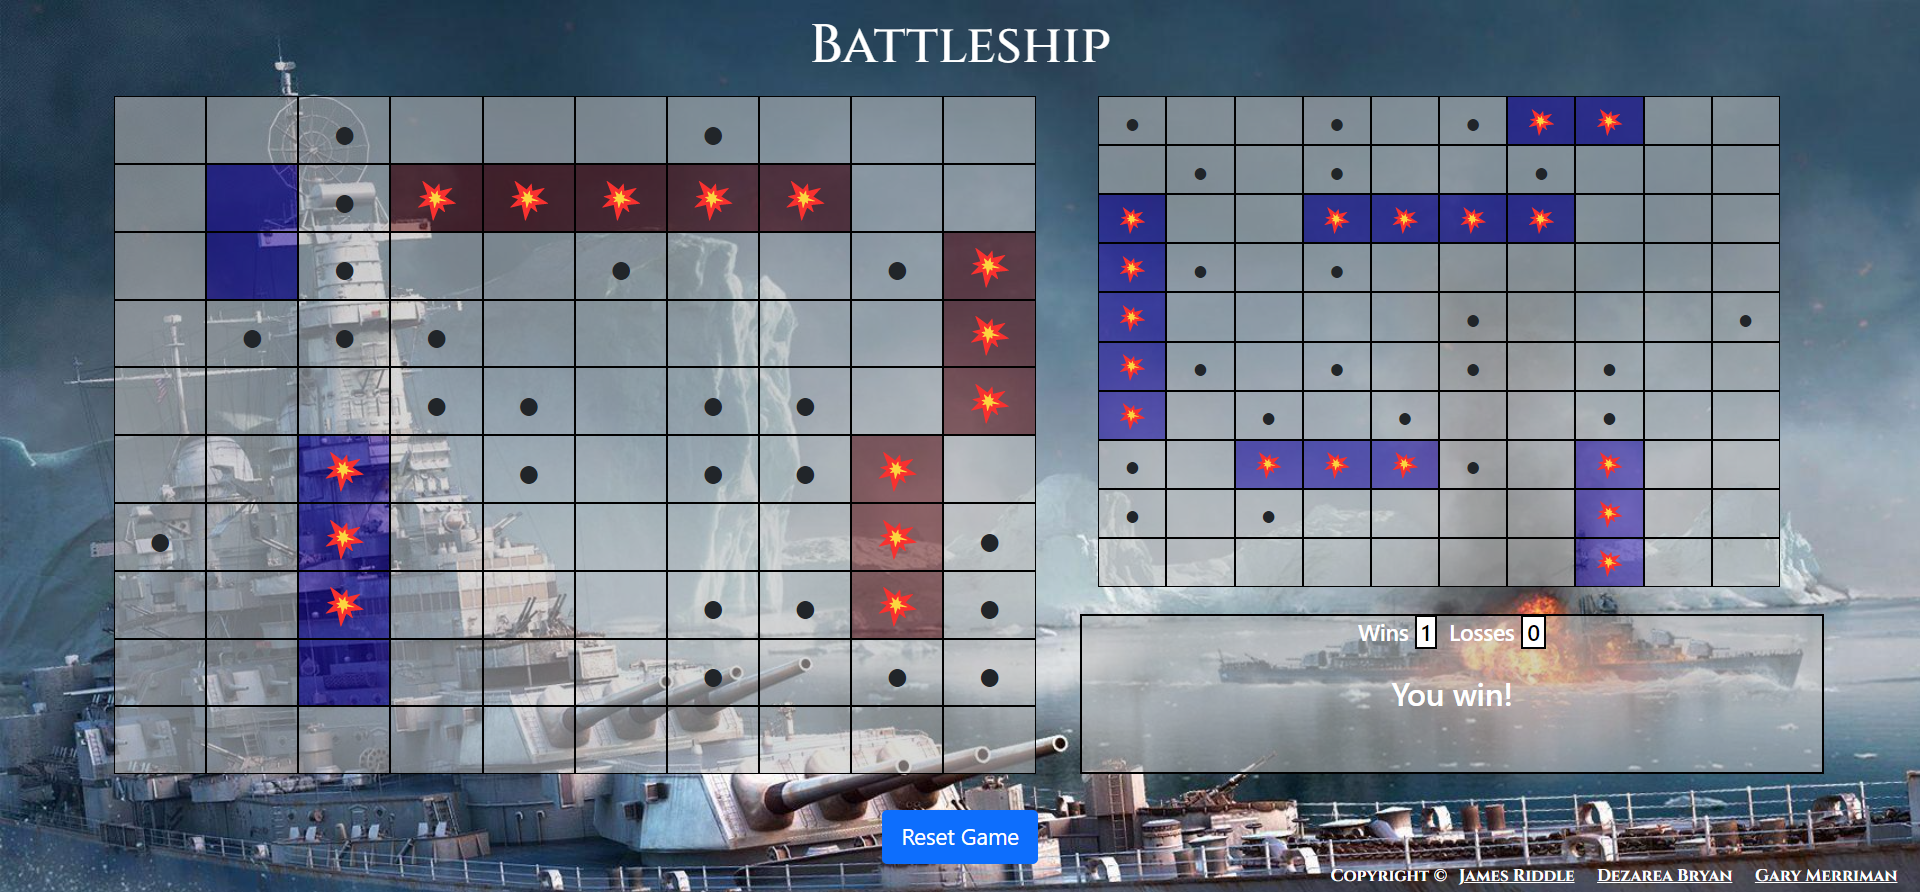 BATTLESHIP
Wins 1 Losses 0
You win!
Reset Game
COPYRIGHT © JAMES RIDDLE DEZAREA BRYAN GARY MERRIMAN